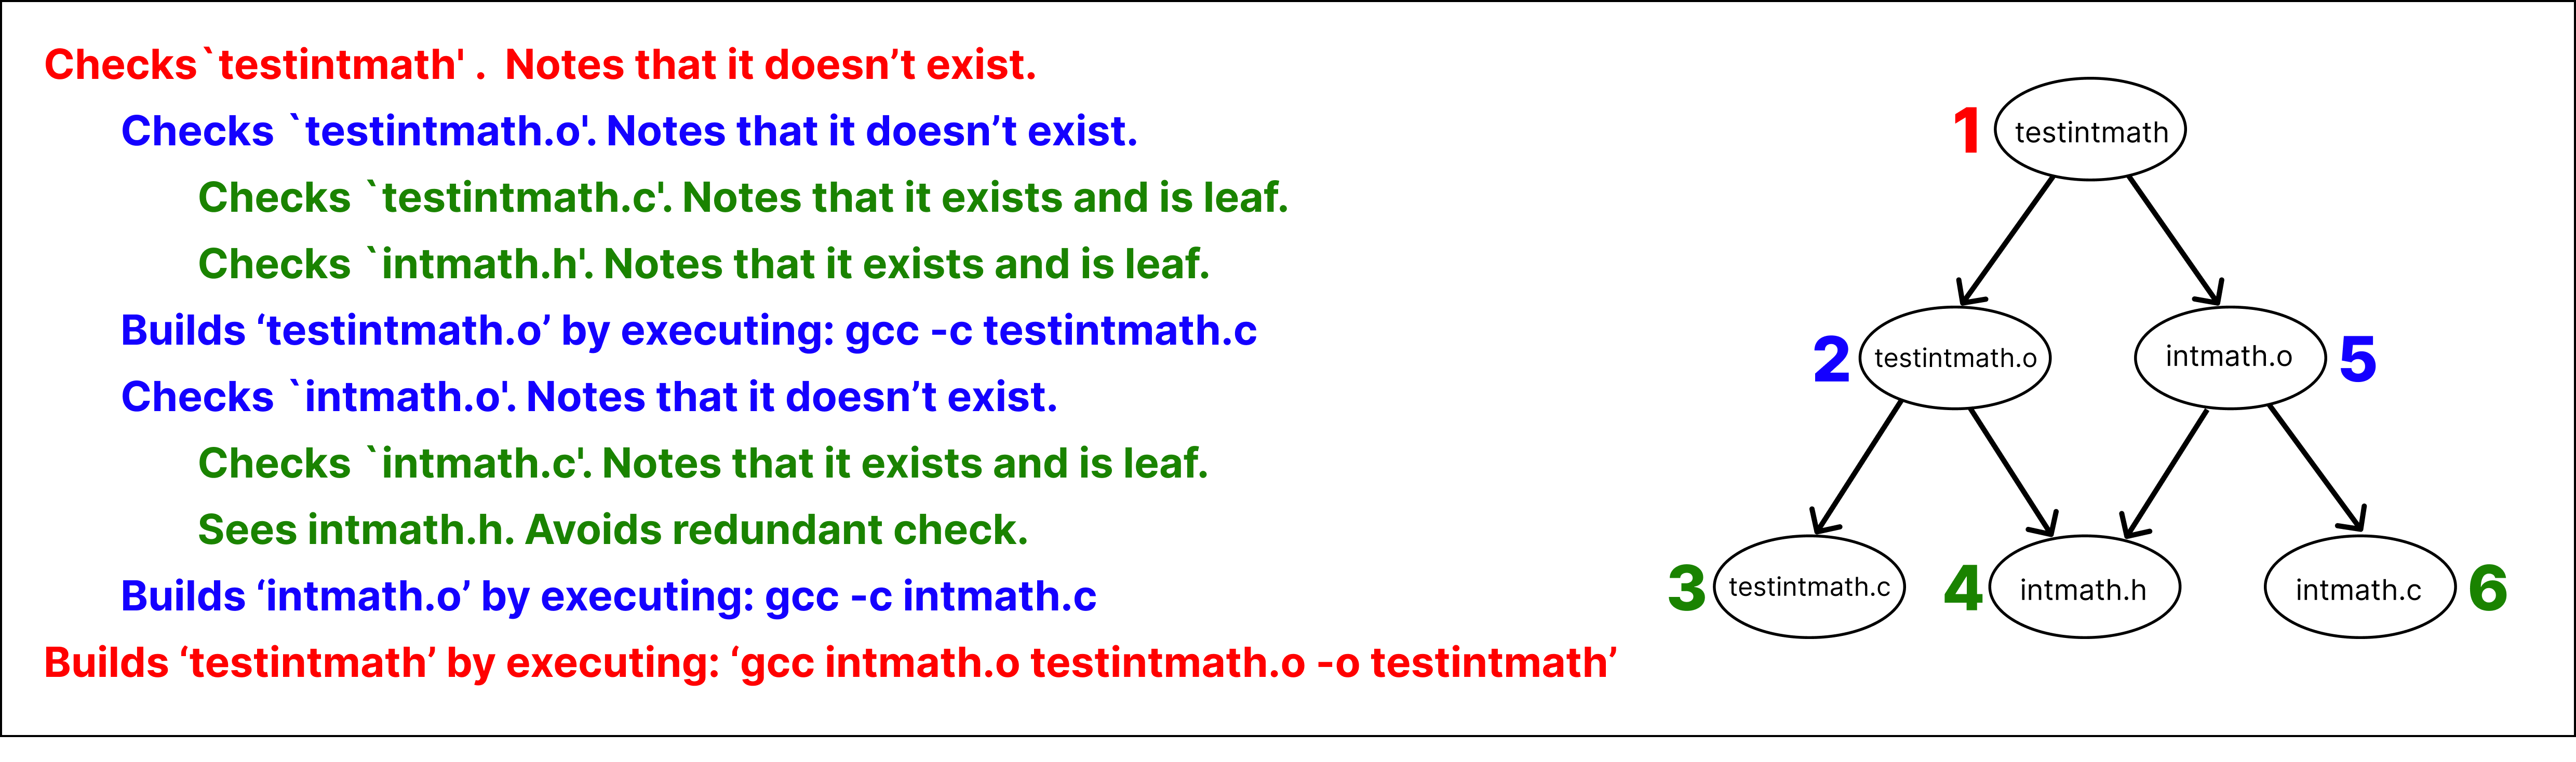 Checks`testintmath' .  Notes that it doesn’t exist.
Checks `testintmath.o'. Notes that it doesn’t exist.
Checks `testintmath.c'. Notes that it exists and is leaf.
Checks `intmath.h'. Notes that it exists and is leaf.
Builds ‘testintmath.o’ by executing: gcc -c testintmath.c
Checks `intmath.o'. Notes that it doesn’t exist.
Checks `intmath.c'. Notes that it exists and is leaf.
Sees intmath.h. Avoids redundant check.
Builds ‘intmath.o’ by executing: gcc -c intmath.c
Builds ‘testintmath’ by executing: ‘gcc intmath.o testintmath.o -o testintmath’
1 testintmath
2 testintmath.o
intmath.o 5
3 testintmath.c
4 intmath.h
intmath.c 6